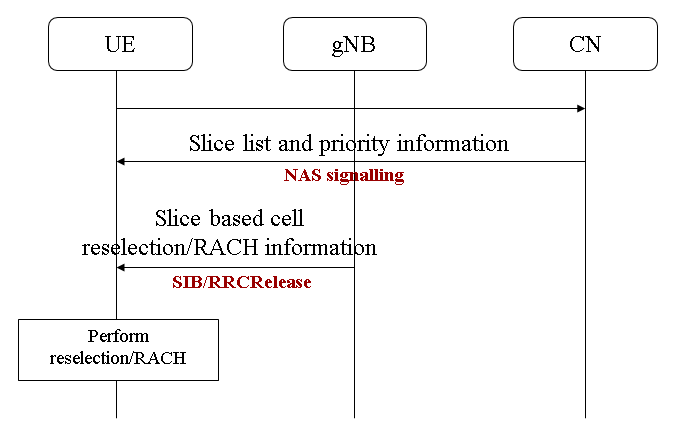 UE
gNB
CN
Slice list and priority information
NAS signalling
Slice based cell
reselection/RACH information
SIB/RRCRelease
Perform
reselection/RACH